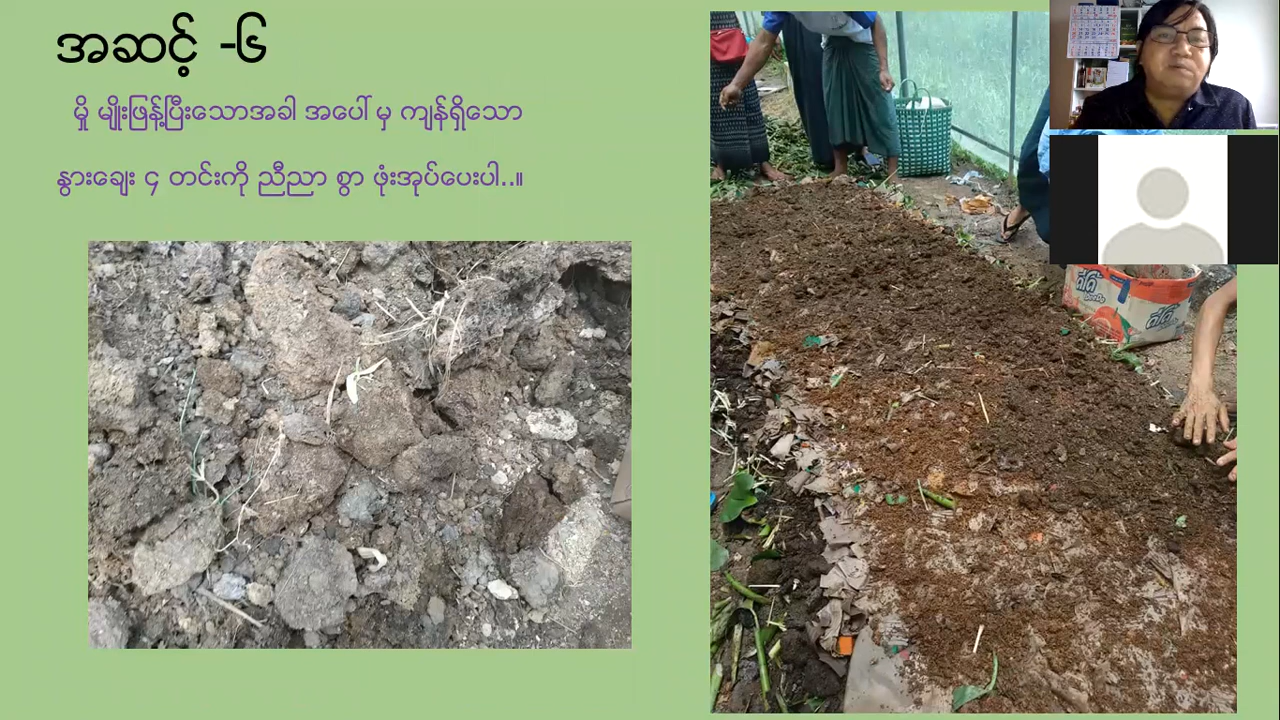 အဆင့် -၆
မှို မျိုးဖြန့်ပြီးသောအခါ အပေါ်မှ ကျန်ရှိသော
နွားချေး ၄ တင်းကို ညီညာ စွာ ဖုံးအုပ်ပေးပါ..။